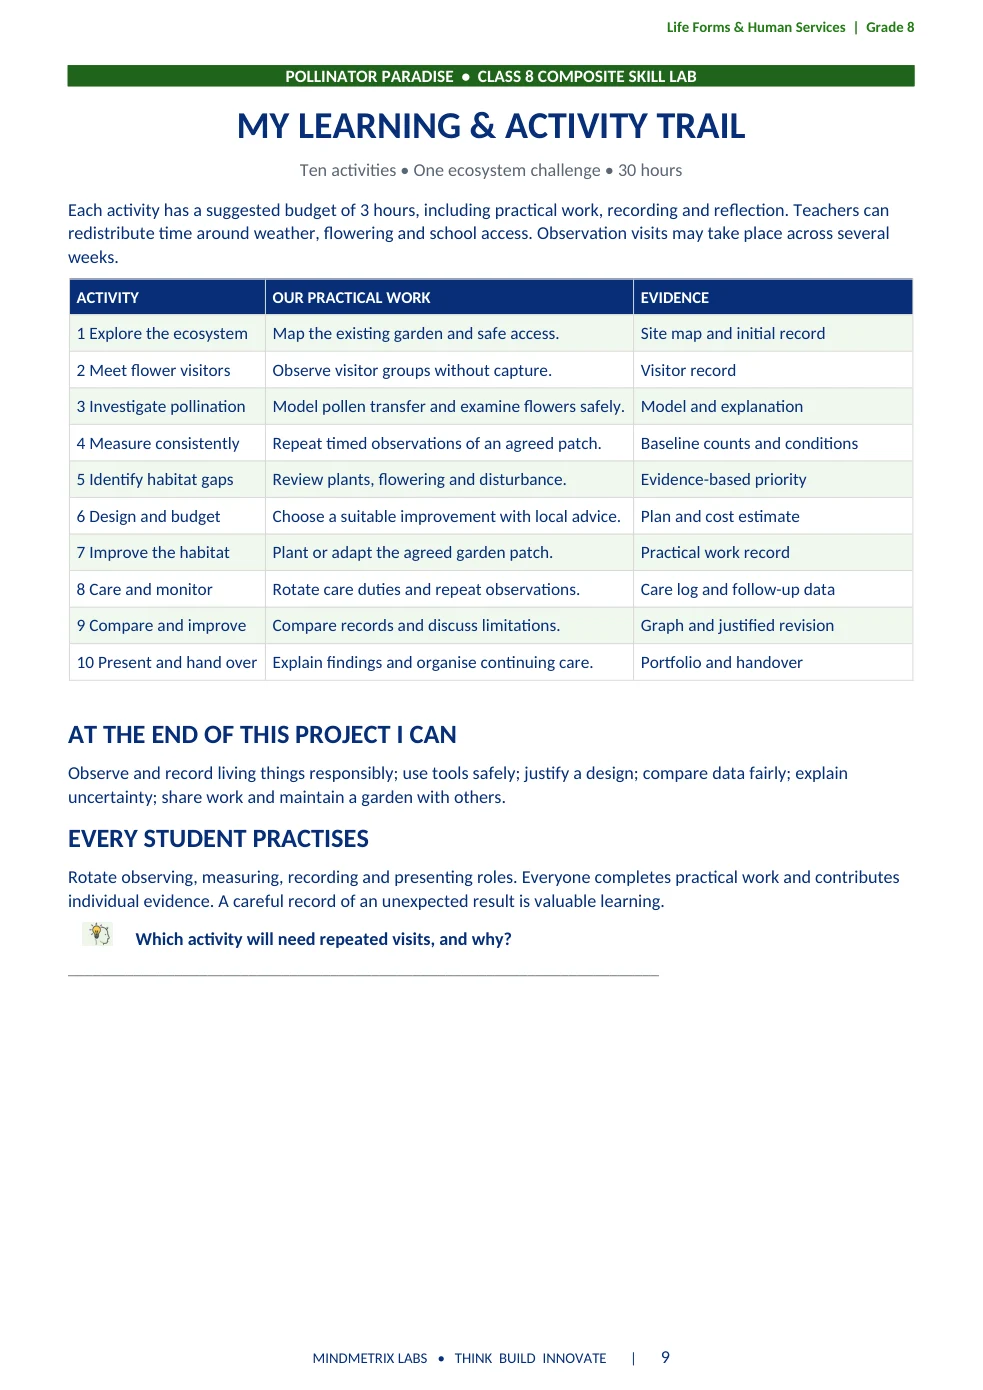 Life Forms & Human Services | Grade 8
POLLINATOR PARADISE ● CLASS 8 COMPOSITE SKILL LAB
MY LEARNING & ACTIVITY TRAIL
Ten activities • One ecosystem challenge • 30 hours
Each activity has a suggested budget of 3 hours, including practical work, recording and reflection. Teachers can
redistribute time around weather, flowering and school access. Observation visits may take place across several
weeks.
ACTIVITY OUR PRACTICAL WORK EVIDENCE
1 Explore the ecosystem Map the existing garden and safe access. Site map and initial record
2 Meet flower visitors Observe visitor groups without capture. Visitor record
3 Investigate pollination Model pollen transfer and examine flowers safely. Model and explanation
4 Measure consistently Repeat timed observations of an agreed patch. Baseline counts and conditions
5 Identify habitat gaps Review plants, flowering and disturbance. Evidence-based priority
6 Design and budget Choose a suitable improvement with local advice. Plan and cost estimate
7 Improve the habitat Plant or adapt the agreed garden patch. Practical work record
8 Care and monitor Rotate care duties and repeat observations. Care log and follow-up data
9 Compare and improve Compare records and discuss limitations. Graph and justified revision
10 Present and hand over Explain findings and organise continuing care. Portfolio and handover
AT THE END OF THIS PROJECT I CAN
Observe and record living things responsibly; use tools safely; justify a design; compare data fairly; explain
uncertainty; share work and maintain a garden with others.
EVERY STUDENT PRACTISES
Rotate observing, measuring, recording and presenting roles. Everyone completes practical work and contributes
individual evidence. A careful record of an unexpected result is valuable learning.
Which activity will need repeated visits, and why?
MINDMETRIX LABS ● THINK BUILD INNOVATE | 9